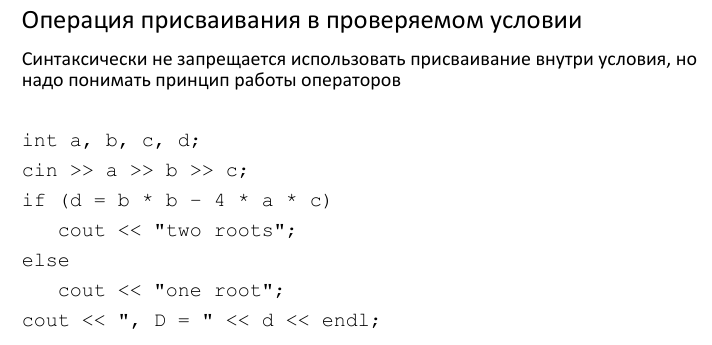 Операция присваивания в проверяемом условии
Синтаксически не запрещается использовать присваивание внутри условия, но
надо понимать принцип работы операторов
int a, b, c, d;
cin >> a >> b >> c;
if (d = b * b - 4 * a * c)
   cout << "two roots";
else
   cout << "one root";
cout << ", D = " << d << endl;